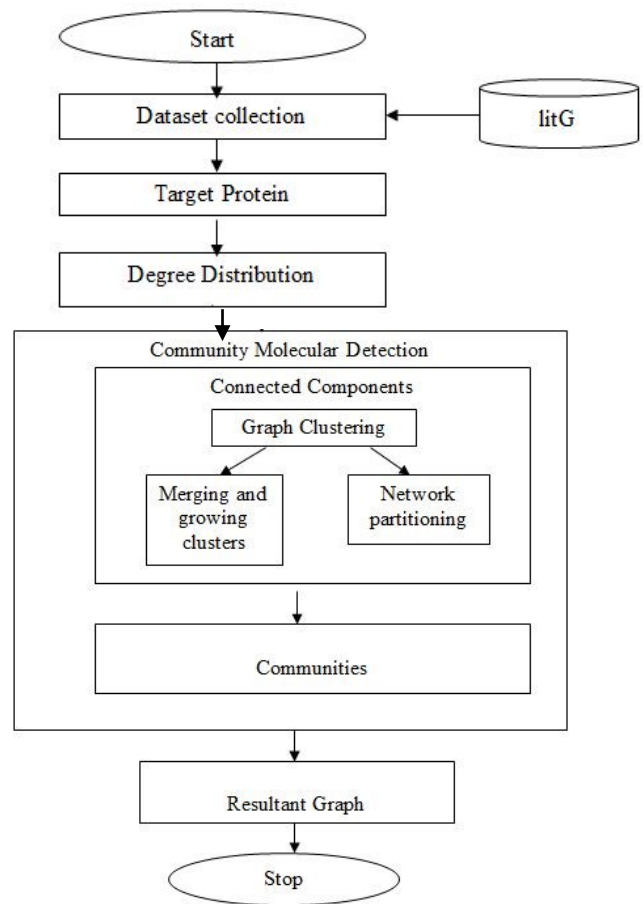 Start
Dataset collection
litG
Target Protein
Degree Distribution
Community Molecular Detection
Connected Components
Graph Clustering
Merging and
growing
clusters
Network
partitioning
Communities
Resultant Graph
Stop